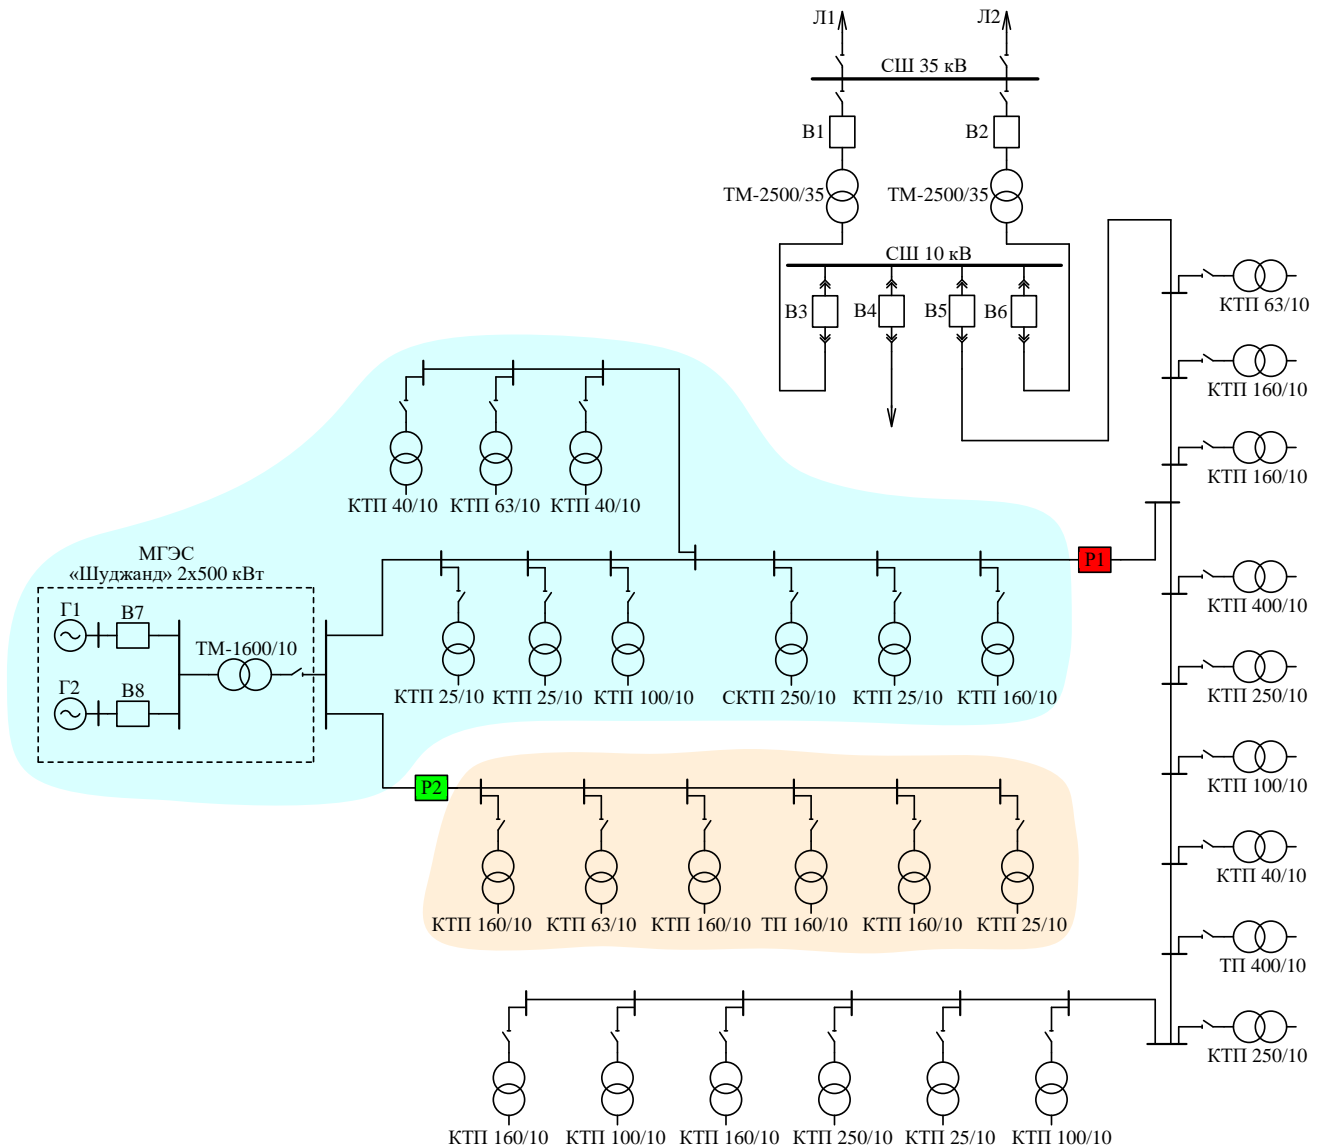 Л1
Л2
СШ 35 кВ
В1
В2
ТМ-2500/35
ТМ-2500/35
СШ 10 кВ
В3
В4
В5
В6
КТП 63/10
КТП 160/10
КТП 160/10
КТП 40/10
КТП 63/10
КТП 40/10
МГЭС
«Шуджанд» 2х500 кВт
Р1
Г1
В7
ТМ-1600/10
Г2
В8
КТП 25/10
КТП 25/10
КТП 100/10
СКТП 250/10
КТП 25/10
КТП 160/10
КТП 400/10
КТП 250/10
КТП 100/10
Р2
КТП 160/10
КТП 63/10
КТП 160/10
ТП 160/10
КТП 160/10
КТП 25/10
КТП 40/10
ТП 400/10
КТП 250/10
КТП 160/10
КТП 100/10
КТП 160/10
КТП 250/10
КТП 25/10
КТП 100/10